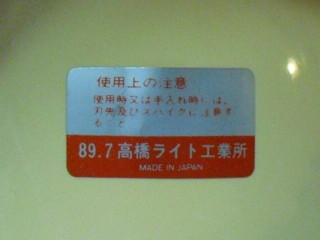 使用上の注意
使用時又は手入れ時には、
刃先及びスパイクに注意す
ること
89.7 高橋ライト工業所
MADE IN JAPAN